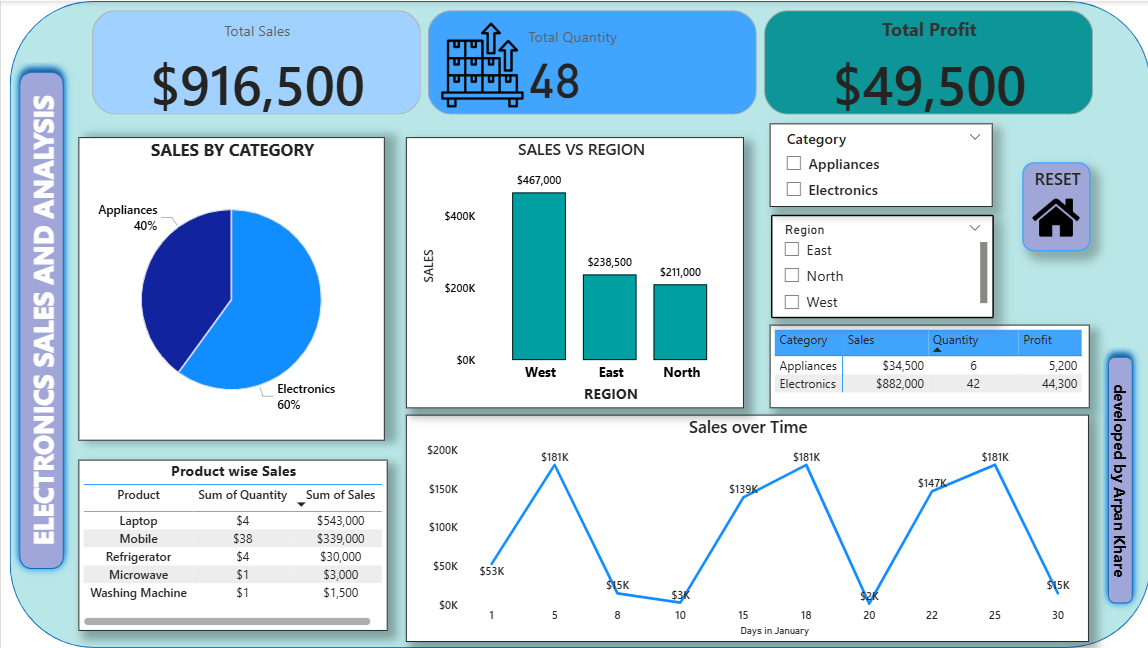 ELECTRONICS SALES AND ANALYSIS
Total Sales
$916,500
Total Quantity
48
Total Profit
$49,500
SALES BY CATEGORY
Appliances
40%
Electronics
60%
SALES VS REGION
SALES
$400K
$200K
$0K
$467,000
$238,500
$211,000
West East North
REGION
Category
Appliances
Electronics
Region
East
North
West
RESET
Category Sales Quantity Profit
Appliances $34,500 6 5,200
Electronics $882,000 42 44,300
Product wise Sales
Product Sum of Quantity Sum of Sales
Laptop $4 $543,000
Mobile $38 $339,000
Refrigerator $4 $30,000
Microwave $1 $3,000
Washing Machine $1 $1,500
Sales over Time
$200K
$150K
$100K
$50K
$0K
$53K
$181K
$15K
$3K
$139K
$181K
$2K
$147K
$181K
$15K
1 5 8 10 15 18 20 22 25 30
Days in January
developed by Arpan Khare